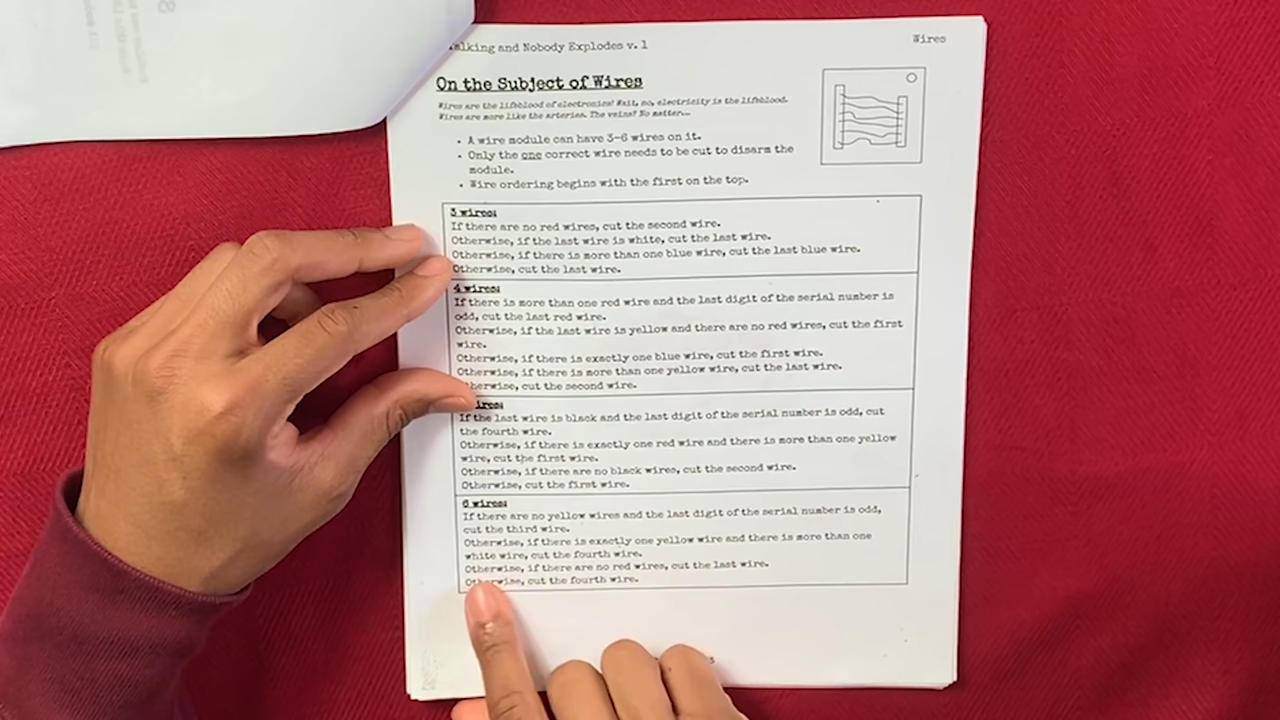 alking and Nobody Explodes v. 1
Wires
On the Subject of Wires
Wires are the lifeblood of electronics! Wait, no, electricity is the lifeblood.
Wires are more like the arteries. The veins? No matter...
• A wire module can have 3-6 wires on it.
• Only the one correct wire needs to be cut to disarm the
module.
• Wire ordering begins with the first on the top.
3 wires:
If there are no red wires, cut the second wire.
Otherwise, if the last wire is white, cut the last wire.
Otherwise, if there is more than one blue wire, cut the last blue wire.
Otherwise, cut the last wire.
4 wires:
If there is more than one red wire and the last digit of the serial number is
odd, cut the last red wire.
Otherwise, if the last wire is yellow and there are no red wires, cut the first
wire.
Otherwise, if there is exactly one blue wire, cut the first wire.
Otherwise, if there is more than one yellow wire, cut the last wire.
Otherwise, cut the second wire.
wires:
If the last wire is black and the last digit of the serial number is odd, cut
the fourth wire.
Otherwise, if there is exactly one red wire and there is more than one yellow
wire, cut the first wire.
Otherwise, if there are no black wires, cut the second wire.
Otherwise, cut the first wire.
6 wires:
If there are no yellow wires and the last digit of the serial number is odd,
cut the third wire.
Otherwise, if there is exactly one yellow wire and there is more than one
white wire, cut the fourth wire.
Otherwise, if there are no red wires, cut the last wire.
Otherwise, cut the fourth wire.